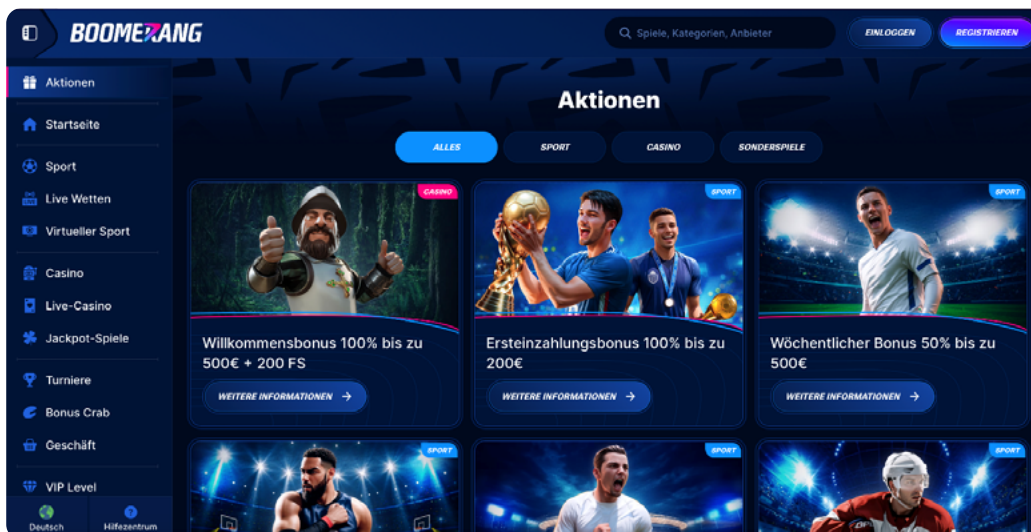 BOOMERANG
Spiele, Kategorien, Anbieter
EINLOGGEN
REGISTRIEREN
Aktionen
Startseite
Sport
Live Wetten
Virtueller Sport
Casino
Live-Casino
Jackpot-Spiele
Turniere
Bonus Crab
Geschäft
VIP Level
Deutsch
Hilfezentrum
Aktionen
ALLES
SPORT
CASINO
SONDERSPIELE
CASINO
Willkommensbonus 100% bis zu
500€ + 200 FS
WEITERE INFORMATIONEN →
SPORT
Ersteinzahlungsbonus 100% bis zu
200€
WEITERE INFORMATIONEN →
SPORT
Wöchentlicher Bonus 50% bis zu
500€
WEITERE INFORMATIONEN →
SPORT
SPORT
SPORT